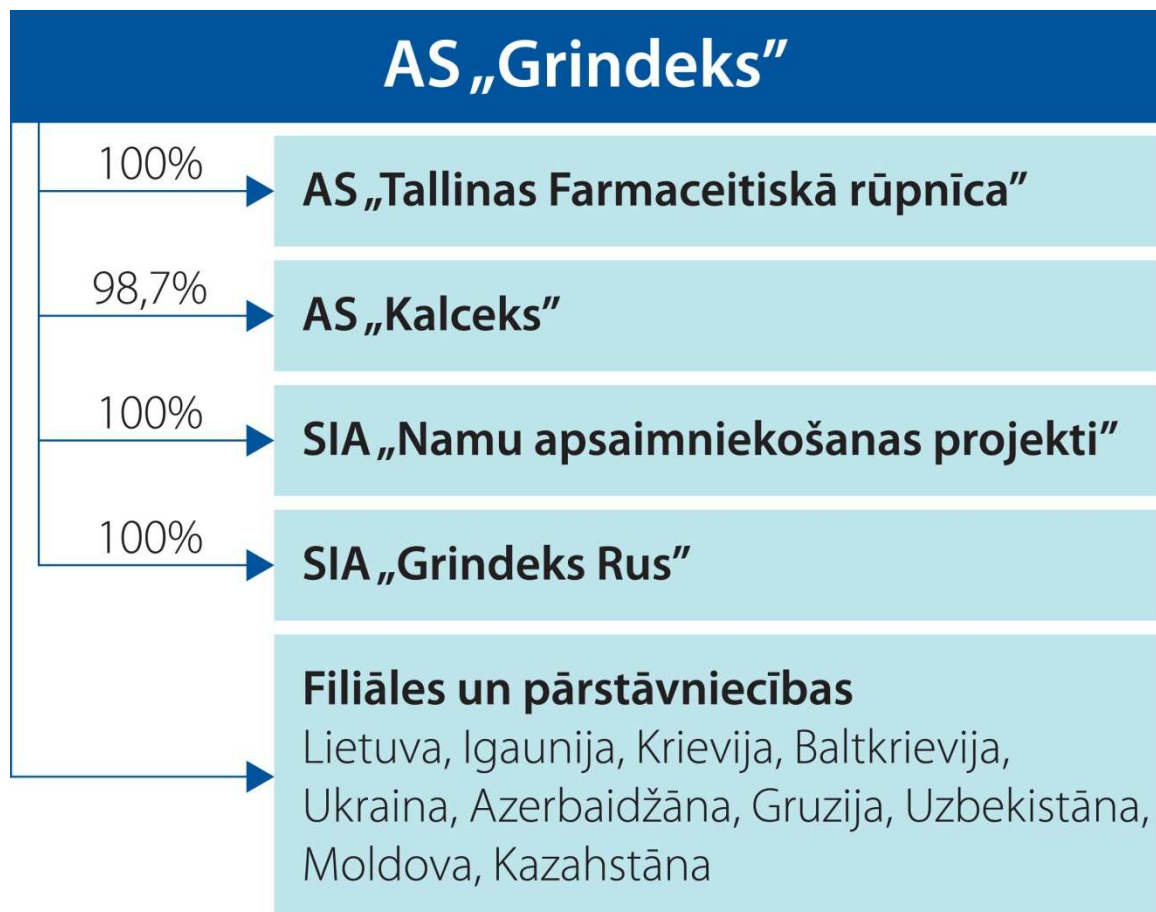 AS „Grindeks”
100%
AS „Tallinas Farmaceitiskā rūpnīca”
98,7%
AS „Kalceks”
100%
SIA „Namu apsaimniekošanas projekti”
100%
SIA „Grindeks Rus”
Filiāles un pārstāvniecības
Lietuva, Igaunija, Krievija, Baltkrievija,
Ukraina, Azerbaidžāna, Gruzija, Uzbekistāna,
Moldova, Kazahstāna